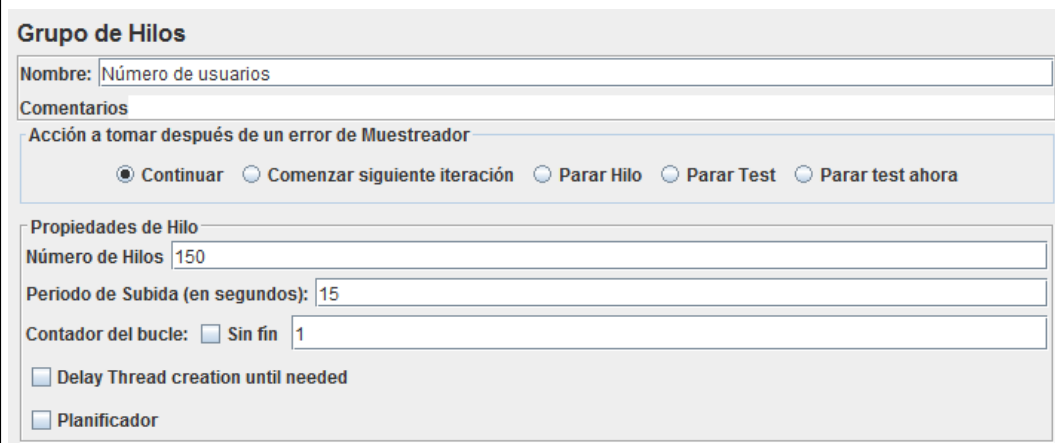 Grupo de Hilos
Nombre: Número de usuarios
Comentarios
Acción a tomar después de un error de Muestreador
Continuar Comenzar siguiente iteración Parar Hilo Parar Test Parar test ahora
Propiedades de Hilo
Número de Hilos 150
Periodo de Subida (en segundos): 15
Contador del bucle: Sin fín 1
Delay Thread creation until needed
Planificador